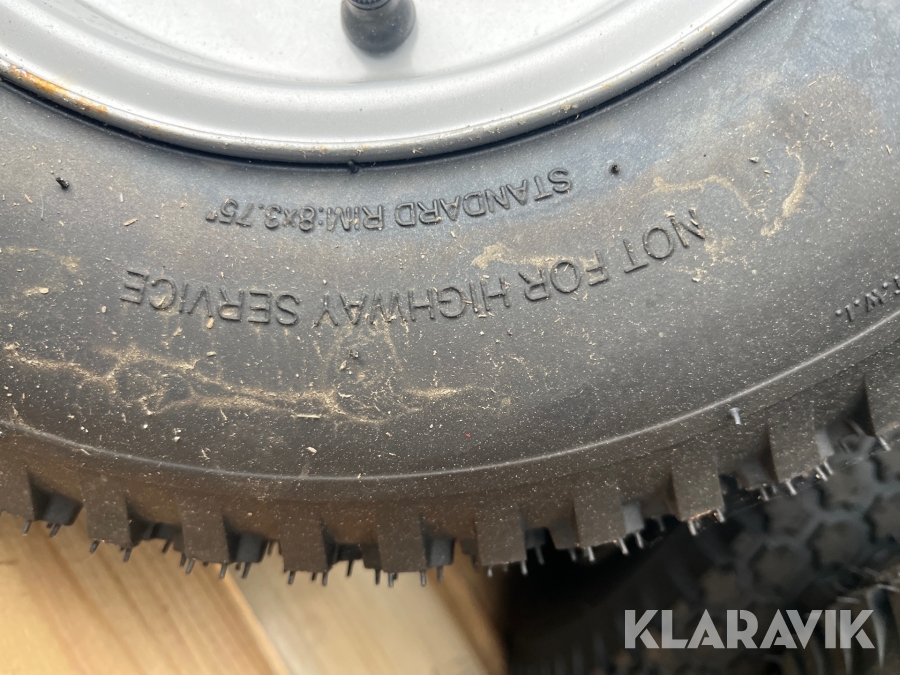 STANDARD RIM:8x3.75"
NOT FOR HIGHWAY SERVICE
T.W.I.
KLARAVIK